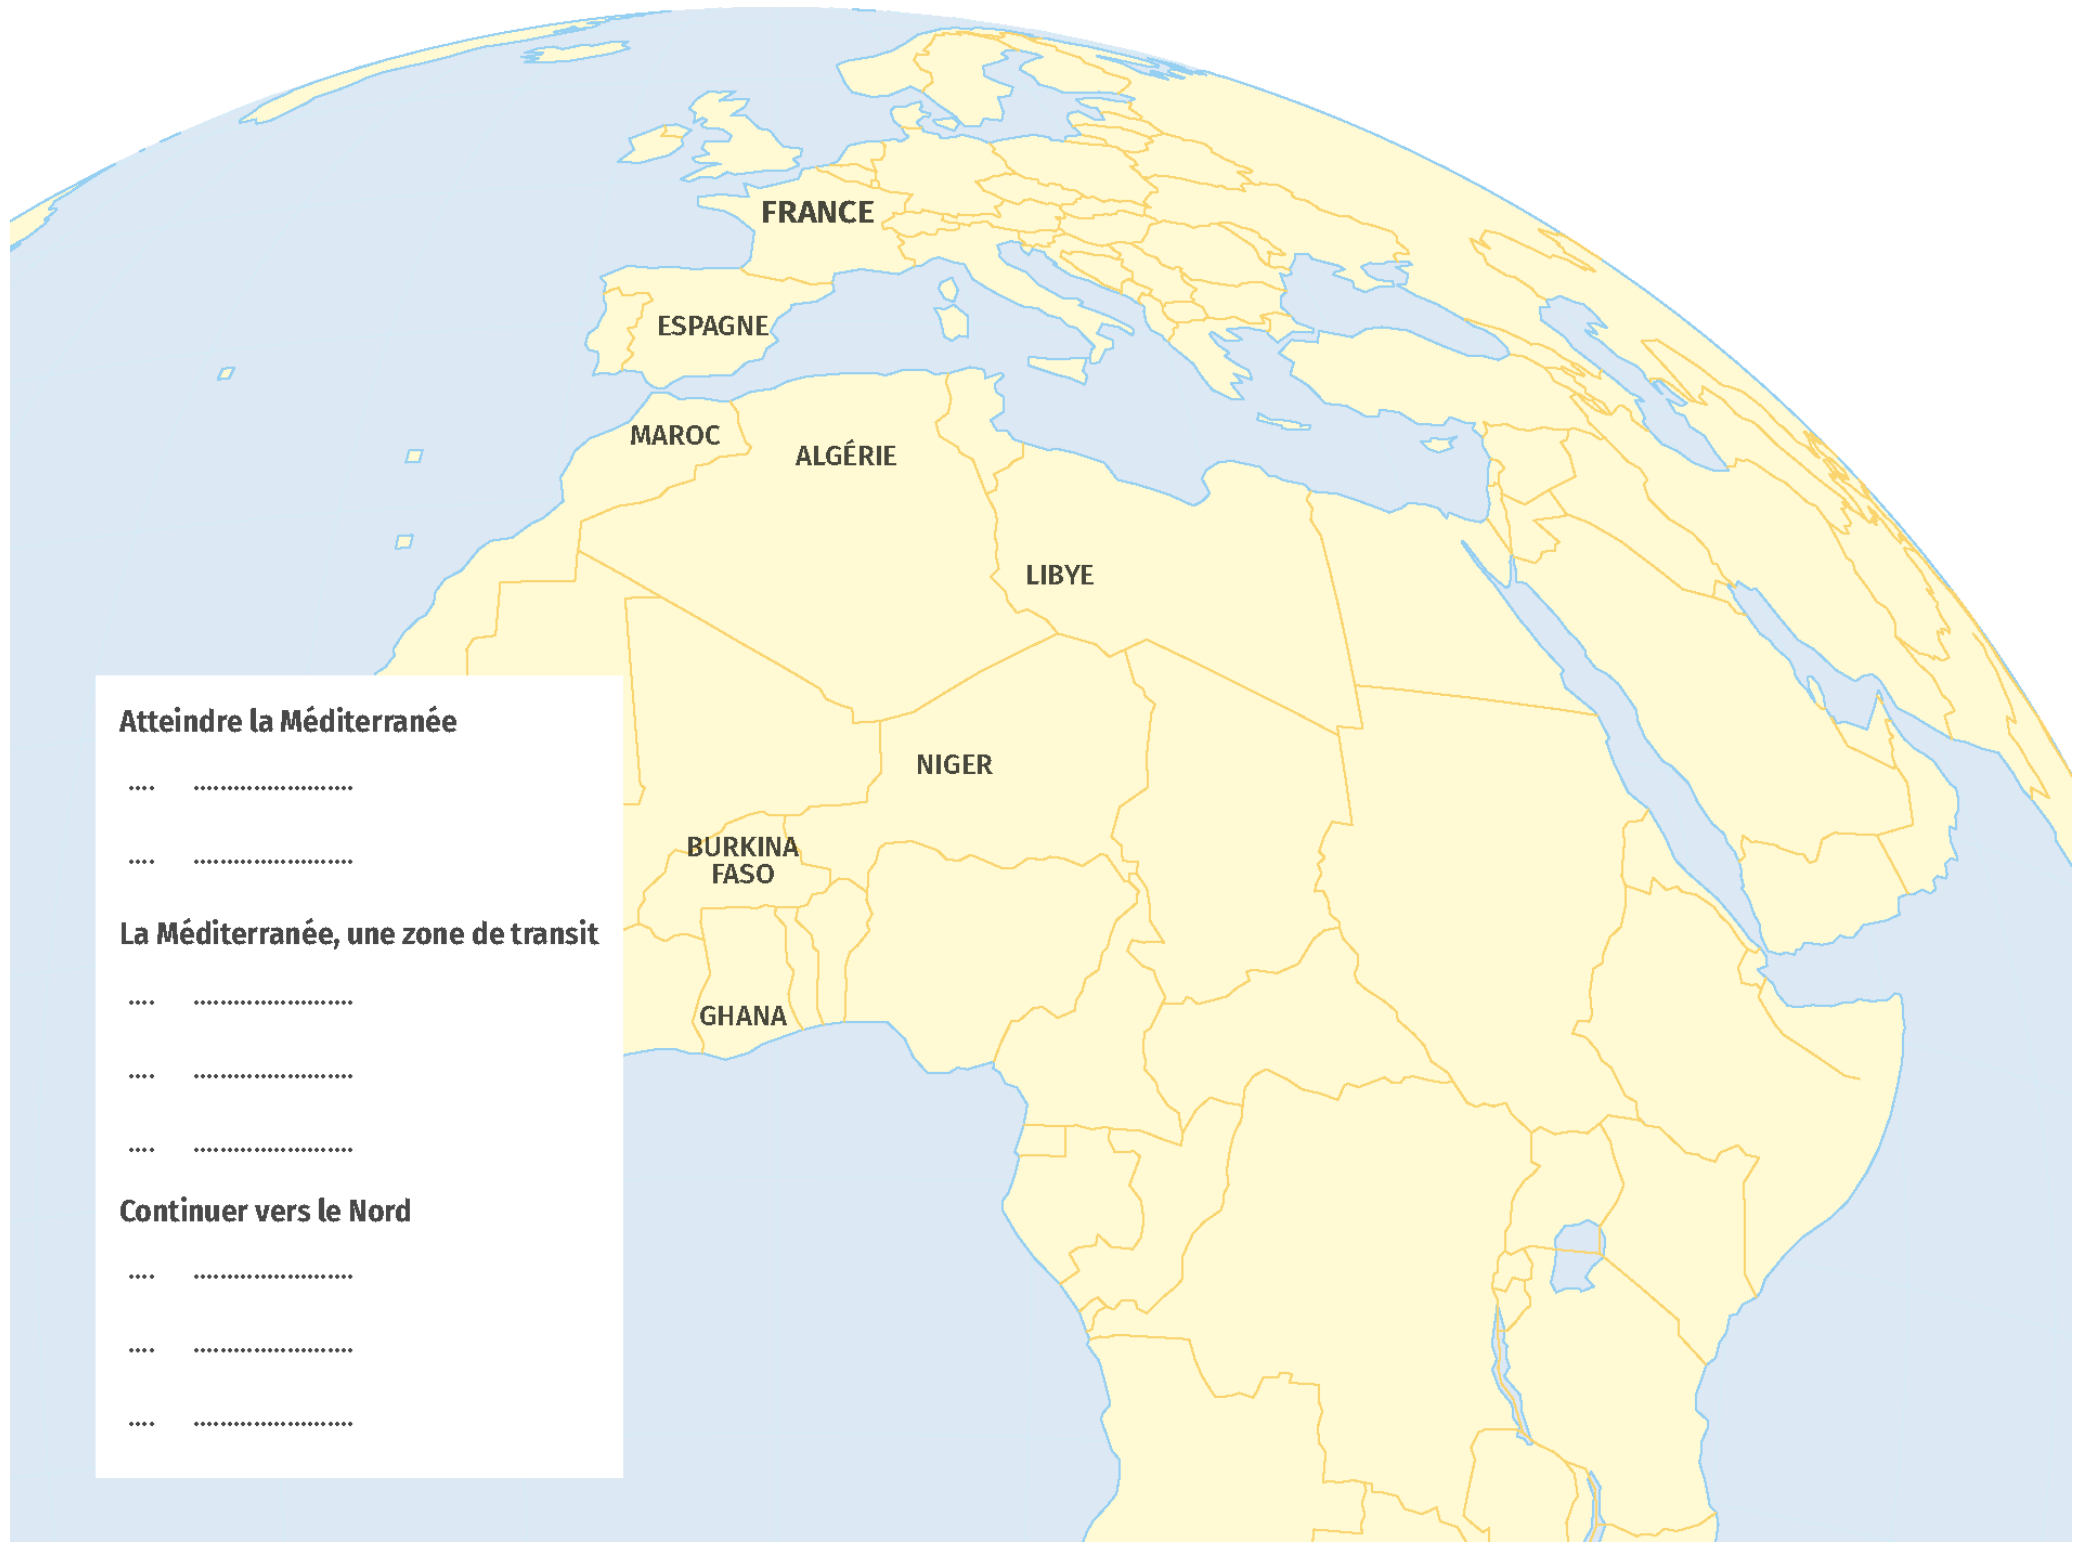 FRANCE
ESPAGNE
MAROC
ALGÉRIE
LIBYE
NIGER
BURKINA
FASO
GHANA
Atteindre la Méditerranée
.... ........................
.... ........................
La Méditerranée, une zone de transit
.... ........................
.... ........................
.... ........................
Continuer vers le Nord
.... ........................
.... ........................
.... ........................